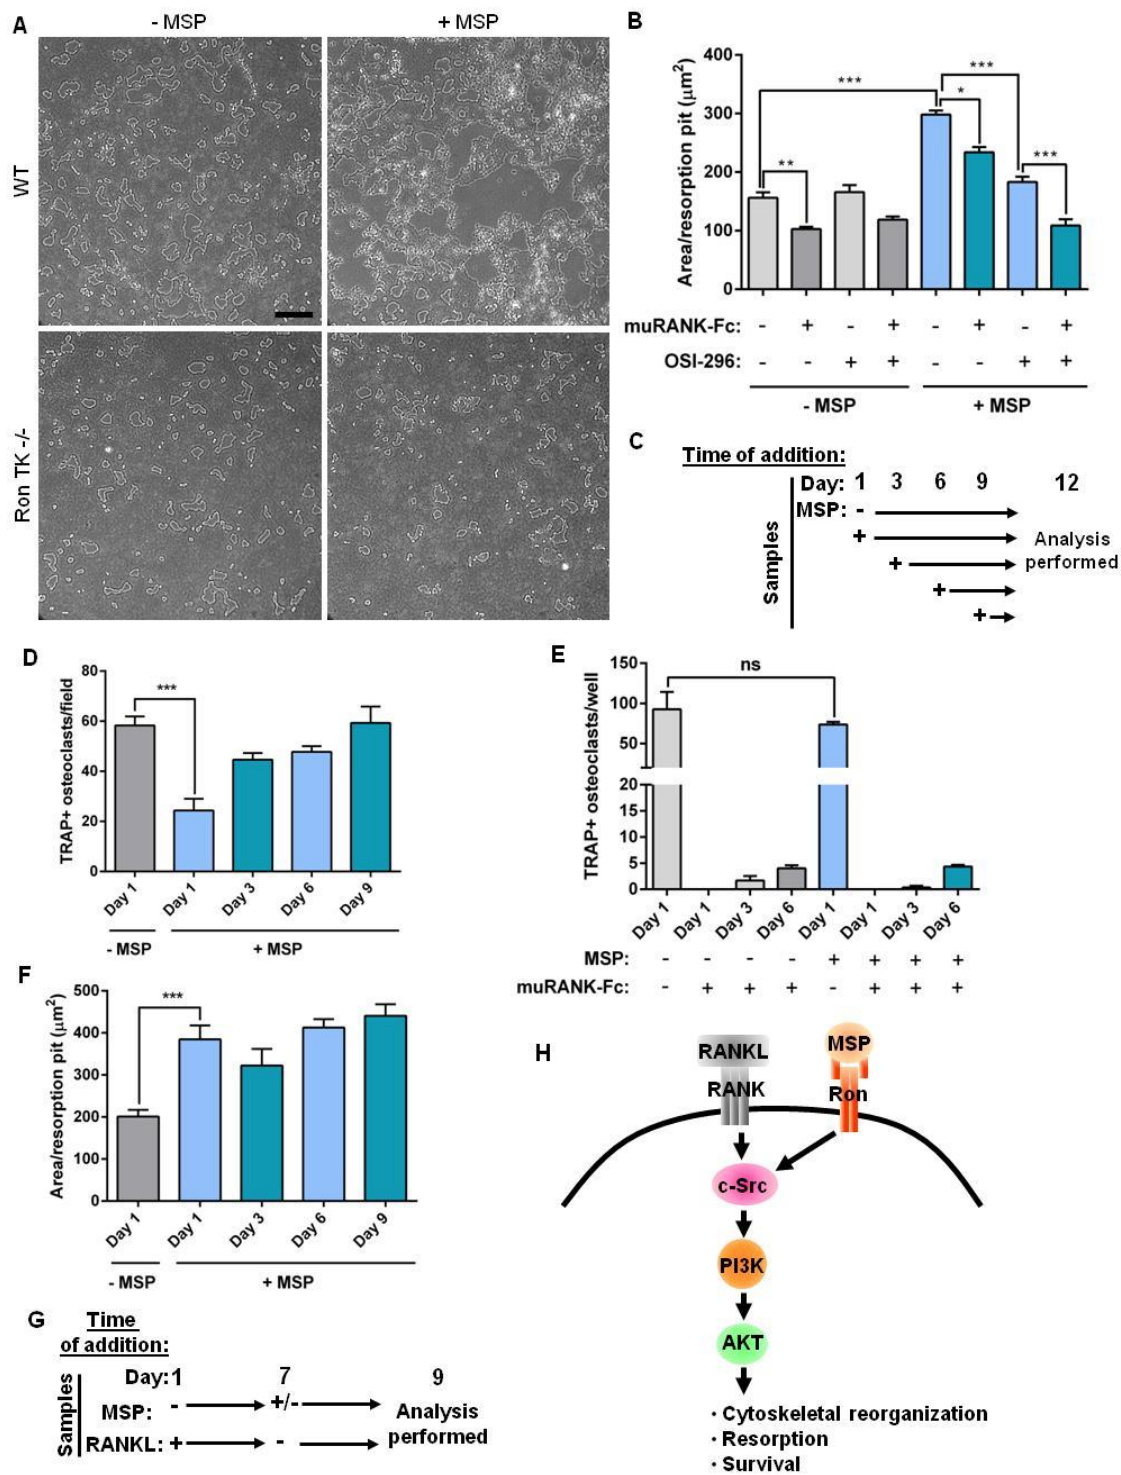 A
- MSP
+ MSP
WT
Ron TK -/-
B
Area/resorption pit (μm²)
400
300
200
100
0
***
**
***
*
***
muRANK-Fc: - + - + - + - +
OSI-296: - - + + - - + +
- MSP
+ MSP
C
Time of addition:
Day: 1 3 6 9 12
MSP: -
+
+
+
+
Samples
Analysis
performed
D
TRAP+ osteoclasts/field
80
60
40
20
0
***
Day 1
Day 1
Day 3
Day 6
Day 9
- MSP
+ MSP
E
TRAP+ osteoclasts/well
150
100
50
20
15
10
5
0
ns
Day 1
Day 1
Day 3
Day 6
Day 1
Day 1
Day 3
Day 6
MSP: - - - - + + + +
muRANK-Fc: - + + + - + + +
F
Area/resorption pit (μm²)
500
400
300
200
100
0
***
Day 1
Day 1
Day 3
Day 6
Day 9
- MSP
+ MSP
G
Time
of addition:
Day: 1 7 9
Samples
MSP: - +/-
RANKL: + -
Analysis
performed
H
RANKL
RANK
MSP
Ron
c-Src
PI3K
AKT
· Cytoskeletal reorganization
· Resorption
· Survival